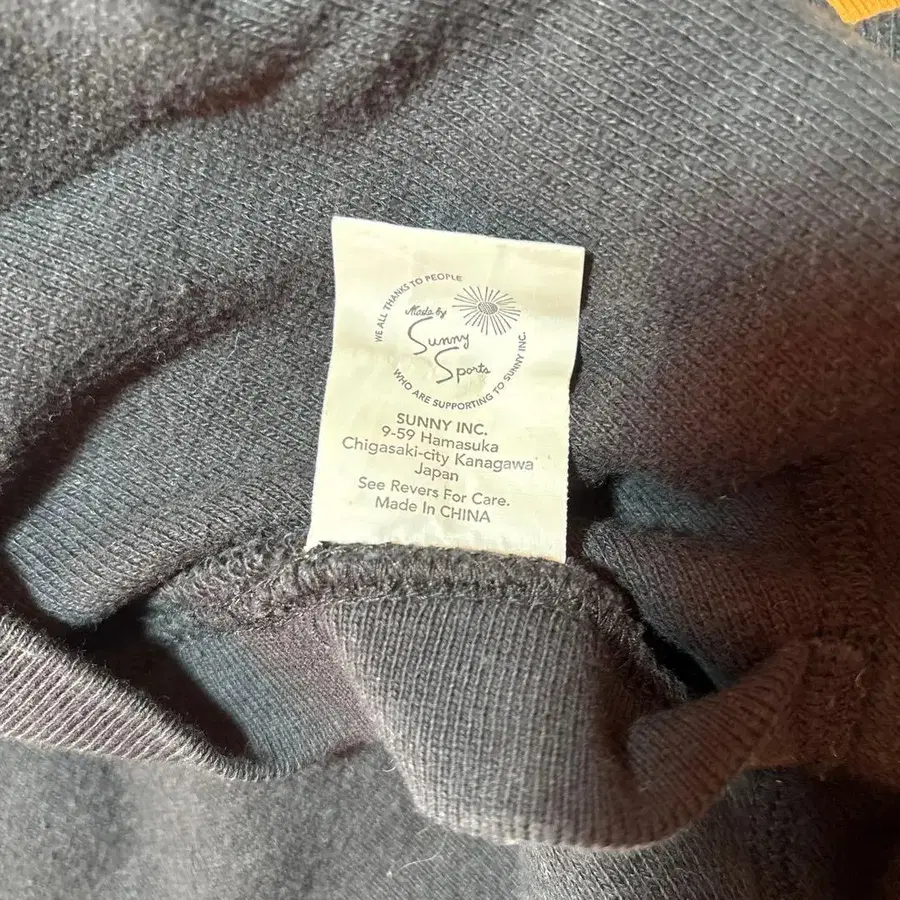 WE ALL THANKS TO PEOPLE
Made by
Sunny
Sports
WHO ARE SUPPORTING TO SUNNY INC.
SUNNY INC.
9-59 Hamasuka
Chigasaki-city Kanagawa
Japan
See Revers For Care.
Made In CHINA